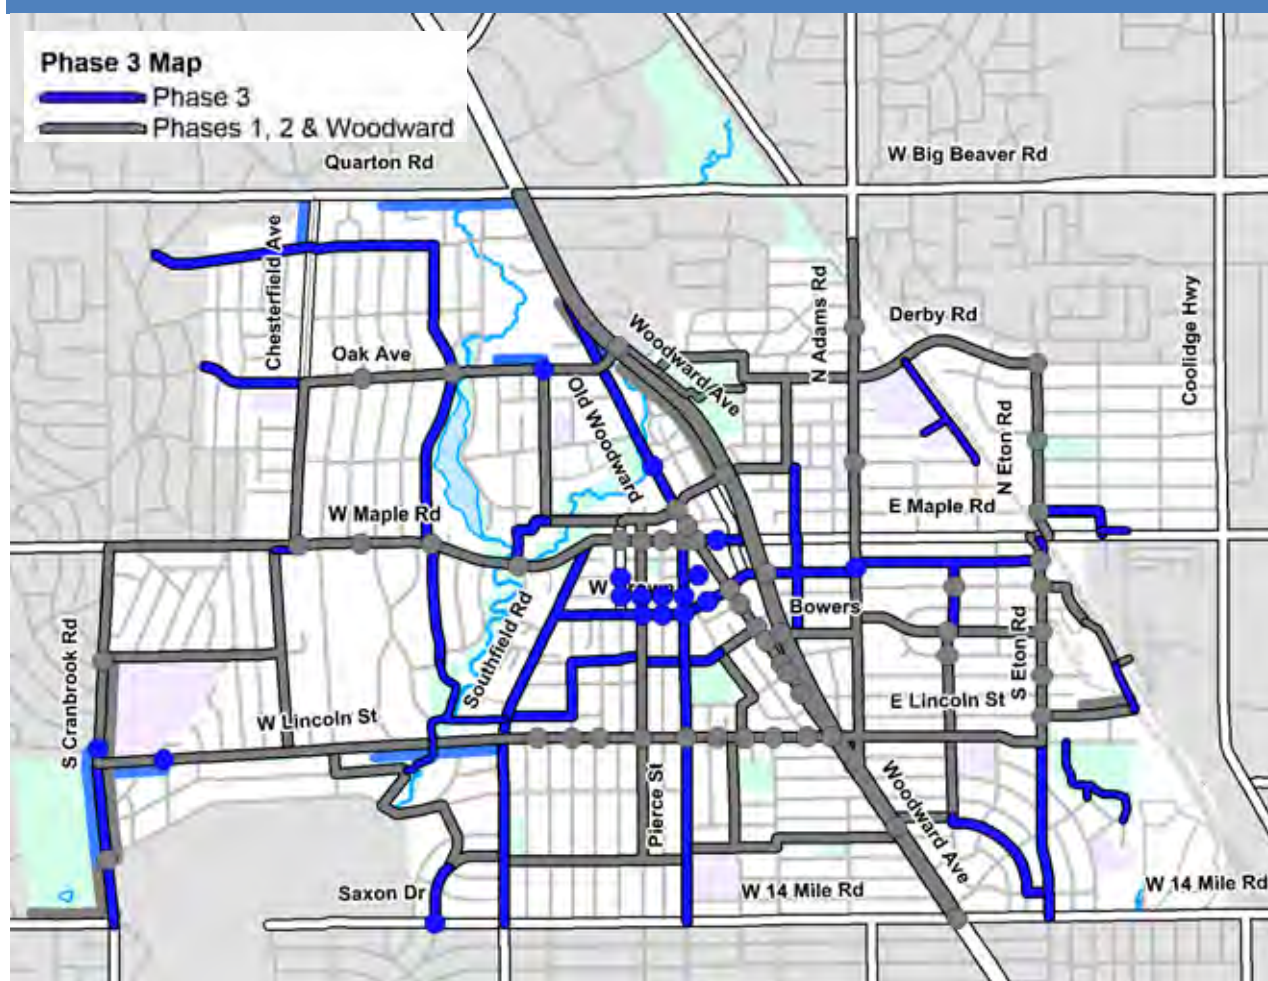 Phase 3 Map
Phase 3
Phases 1, 2 & Woodward
Quarton Rd
W Big Beaver Rd
Chesterfield Ave
N Adams Rd
Coolidge Hwy
Derby Rd
Woodward Ave
Oak Ave
Old Woodward
N Eton Rd
W Maple Rd
E Maple Rd
Bowers
Southfield Rd
S Eton Rd
S Cranbrook Rd
W Lincoln St
E Lincoln St
Pierce St
Woodward Ave
Saxon Dr
W 14 Mile Rd
W 14 Mile Rd